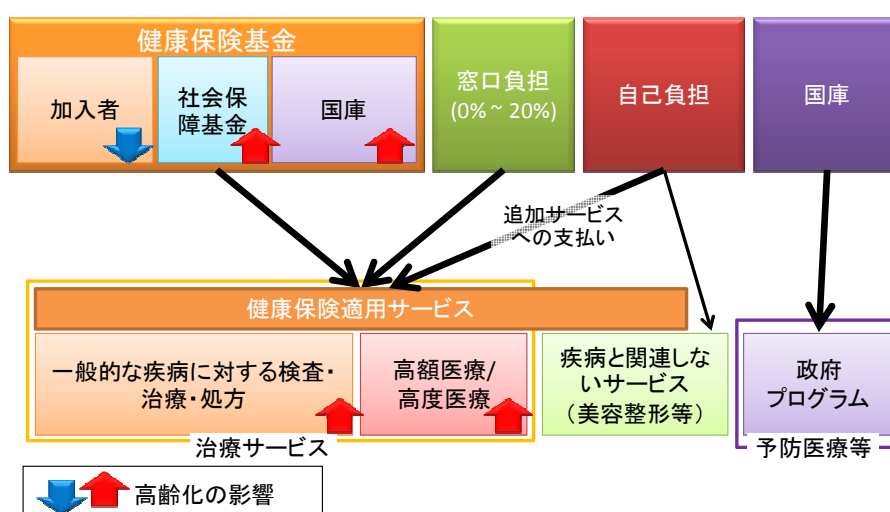 健康保険基金
加入者
社会保
障基金
国庫
窓口負担
(0%~20%)
自己負担
国庫
追加サービス
への支払い
健康保険適用サービス
一般的な疾病に対する検査・
治療・処方
高額医療/
高度医療
疾病と関連しな
いサービス
（美容整形等）
政府
プログラム
治療サービス
予防医療等
高齢化の影響